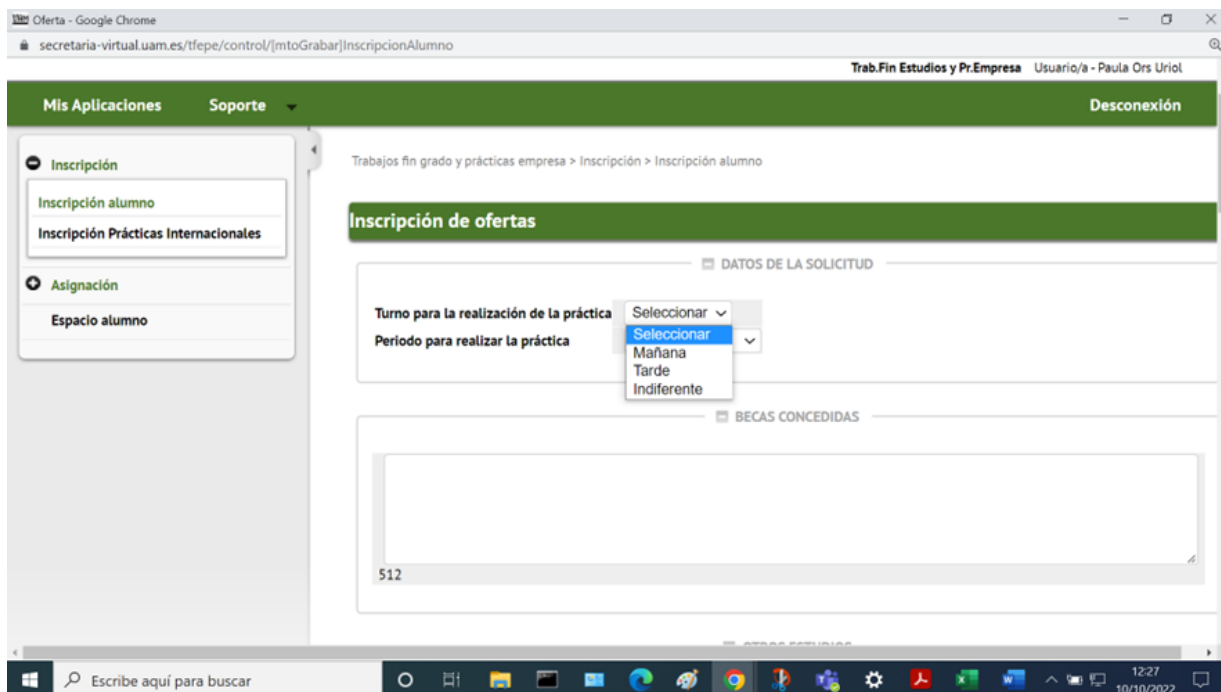 Oferta - Google Chrome
secretaria-virtual.uam.es/tfepe/control/[mtoGrabar]InscripcionAlumno
Trab.Fin Estudios y Pr.Empresa Usuario/a - Paula Ors Uriol
Mis Aplicaciones Soporte Desconexión
Inscripción
Inscripción alumno
Inscripción Prácticas Internacionales
Asignación
Espacio alumno
Trabajos fin grado y prácticas empresa > Inscripción > Inscripción alumno
Inscripción de ofertas
DATOS DE LA SOLICITUD
Turno para la realización de la práctica Seleccionar
Periodo para realizar la práctica
Seleccionar
Mañana
Tarde
Indiferente
BECAS CONCEDIDAS
512
OTROS ESTUDIOS
Escribe aquí para buscar
12:27
10/10/2022